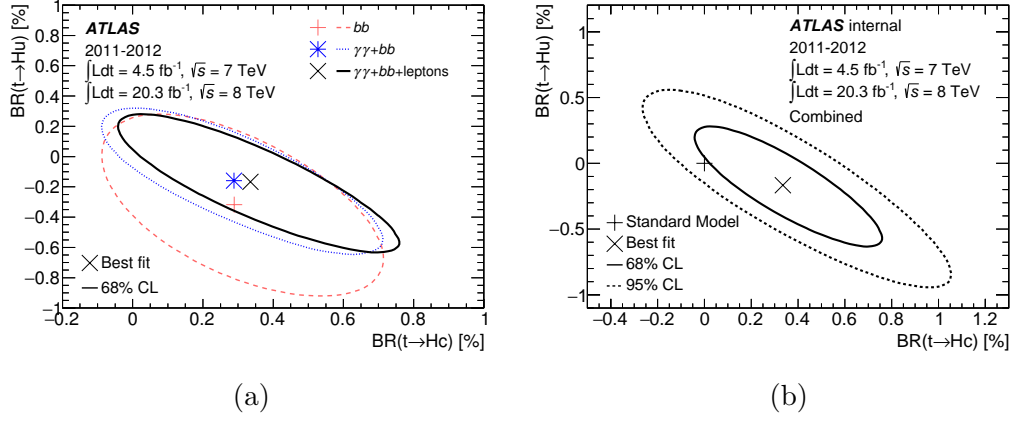 BR(t→Hu) [%]
ATLAS
2011-2012
∫Ldt = 4.5 fb⁻¹, √s = 7 TeV
∫Ldt = 20.3 fb⁻¹, √s = 8 TeV
bb
γγ+bb
γγ+bb+leptons
1
0.8
0.6
0.4
0.2
0
−0.2
−0.4
−0.6
−0.8
−1
Best fit
68% CL
−0.2 0 0.2 0.4 0.6 0.8 1
BR(t→Hc) [%]
(a)
BR(t→Hu) [%]
ATLAS internal
2011-2012
∫Ldt = 4.5 fb⁻¹, √s = 7 TeV
∫Ldt = 20.3 fb⁻¹, √s = 8 TeV
Combined
1
0.5
0
−0.5
−1
Standard Model
Best fit
68% CL
95% CL
−0.4 −0.2 0 0.2 0.4 0.6 0.8 1 1.2
BR(t→Hc) [%]
(b)